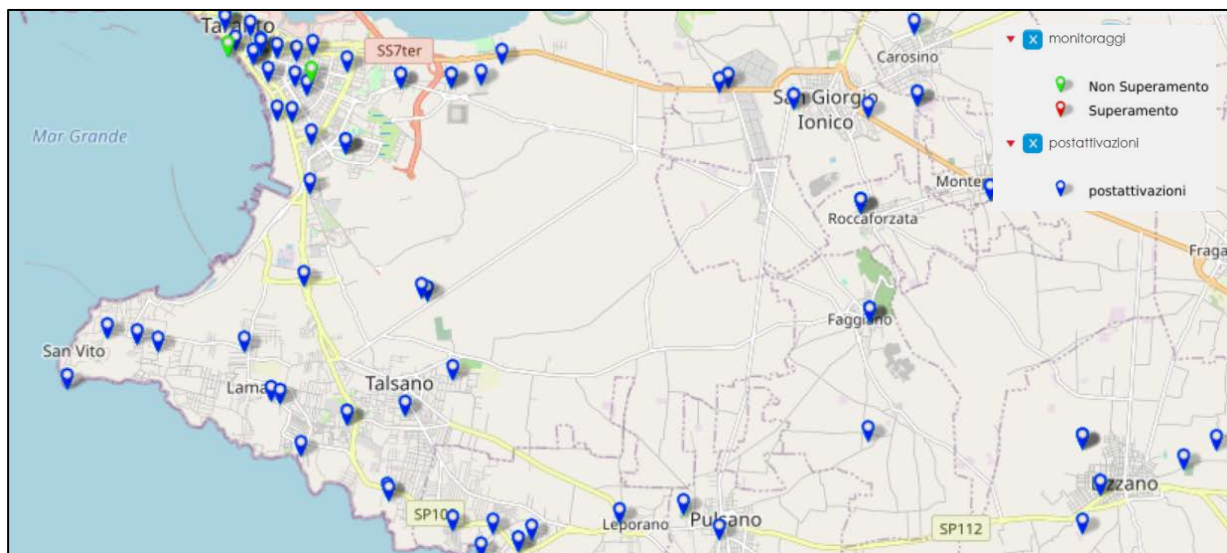 Taranto
SS7ter
Mar Grande
San Giorgio
Ionico
Carosino
Roccaforzata
Faggiano
San Vito
Lama
Talsano
SP10
Leporano
Pulsano
SP112
Lizzano
monitoraggi
Non Superamento
Superamento
postattivazioni
postattivazioni
Monte
Fraga